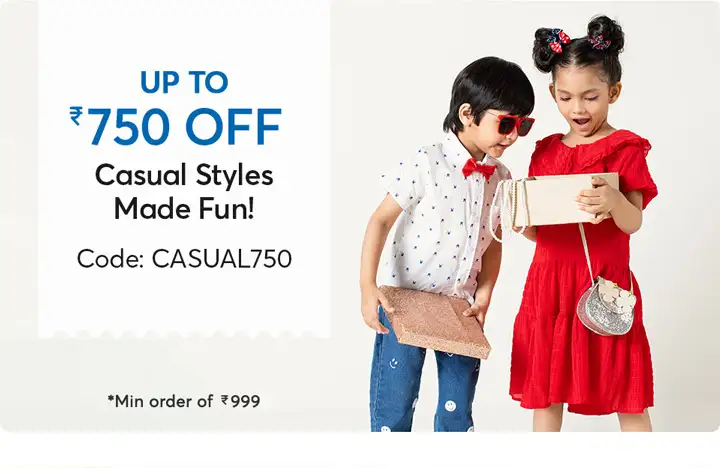 UP TO
₹750 OFF
Casual Styles
Made Fun!
Code: CASUAL750
*Min order of ₹999